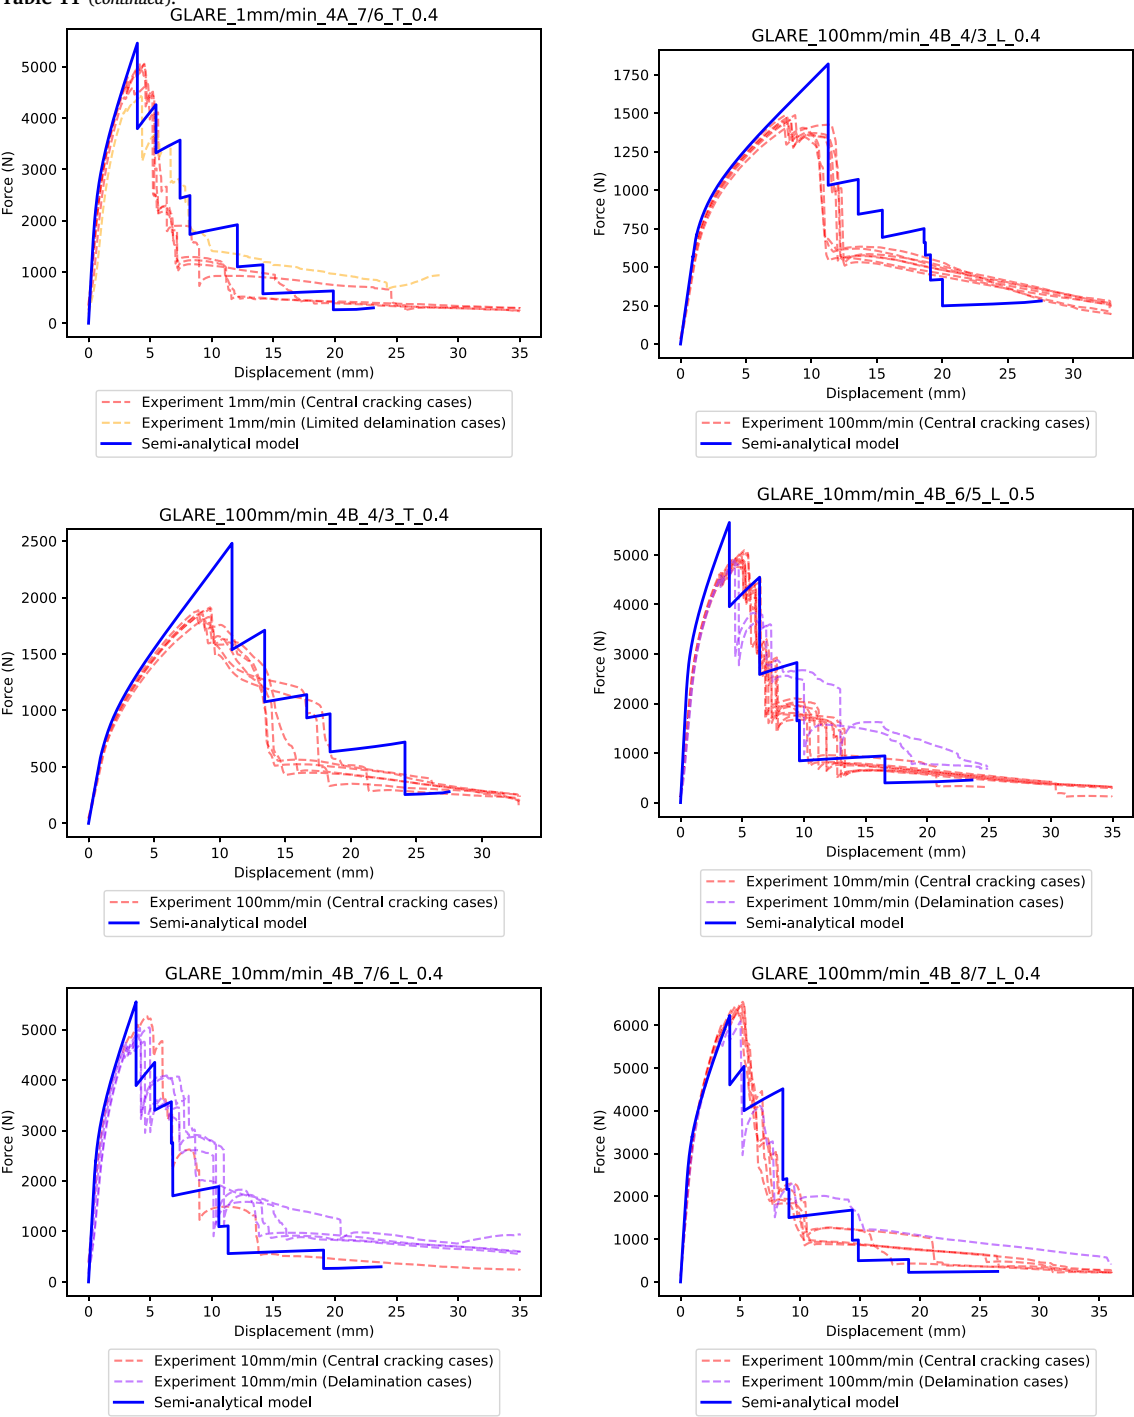 Table 11 (continued).
GLARE_1mm/min_4A_7/6_T_0.4
Force (N)
5000
4000
3000
2000
1000
0
0 5 10 15 20 25 30 35
Displacement (mm)
Experiment 1mm/min (Central cracking cases)
Experiment 1mm/min (Limited delamination cases)
Semi-analytical model
GLARE_100mm/min_4B_4/3_L_0.4
Force (N)
1750
1500
1250
1000
750
500
250
0
0 5 10 15 20 25 30
Displacement (mm)
Experiment 100mm/min (Central cracking cases)
Semi-analytical model
GLARE_100mm/min_4B_4/3_T_0.4
Force (N)
2500
2000
1500
1000
500
0
0 5 10 15 20 25 30
Displacement (mm)
Experiment 100mm/min (Central cracking cases)
Semi-analytical model
GLARE_10mm/min_4B_6/5_L_0.5
Force (N)
5000
4000
3000
2000
1000
0
0 5 10 15 20 25 30 35
Displacement (mm)
Experiment 10mm/min (Central cracking cases)
Experiment 10mm/min (Delamination cases)
Semi-analytical model
GLARE_10mm/min_4B_7/6_L_0.4
Force (N)
5000
4000
3000
2000
1000
0
0 5 10 15 20 25 30 35
Displacement (mm)
Experiment 10mm/min (Central cracking cases)
Experiment 10mm/min (Delamination cases)
Semi-analytical model
GLARE_100mm/min_4B_8/7_L_0.4
Force (N)
6000
5000
4000
3000
2000
1000
0
0 5 10 15 20 25 30 35
Displacement (mm)
Experiment 100mm/min (Central cracking cases)
Experiment 100mm/min (Delamination cases)
Semi-analytical model